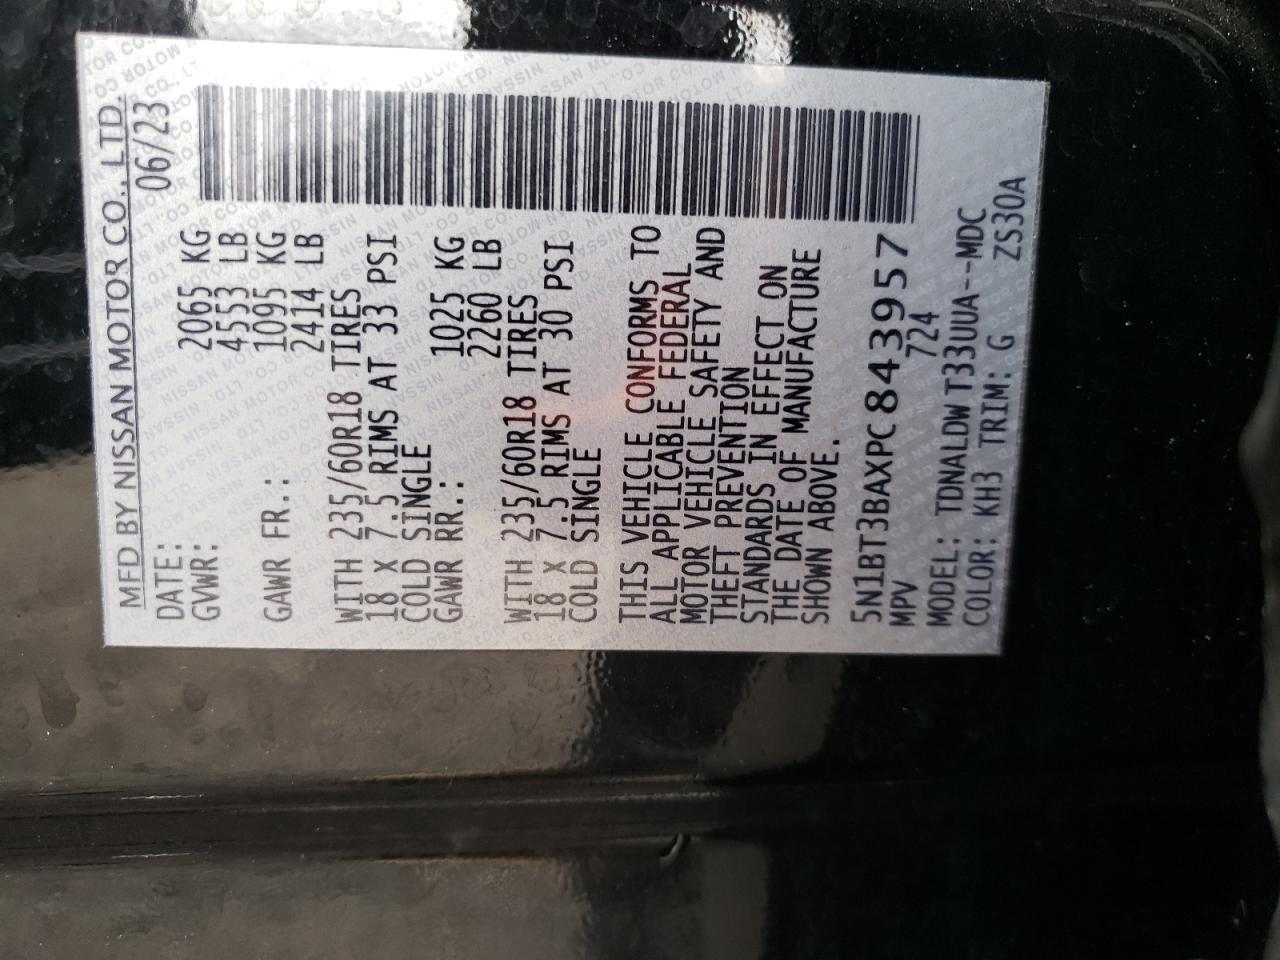 MFD BY NISSAN MOTOR CO., LTD.
DATE: 06/23
GVWR: 2065 KG
4553 LB
GAWR FR.: 1095 KG
2414 LB
WITH 235/60R18 TIRES
18 X 7.5 RIMS AT 33 PSI
COLD SINGLE
GAWR RR.: 1025 KG
2260 LB
WITH 235/60R18 TIRES
18 X 7.5 RIMS AT 30 PSI
COLD SINGLE
THIS VEHICLE CONFORMS TO
ALL APPLICABLE FEDERAL
MOTOR VEHICLE SAFETY AND
THEFT PREVENTION
STANDARDS IN EFFECT ON
THE DATE OF MANUFACTURE
SHOWN ABOVE.
5N1BT3BAXPC843957
MPV 724
MODEL: TDNALDWT33UUA--MDC
COLOR: KH3 TRIM: G ZS30A